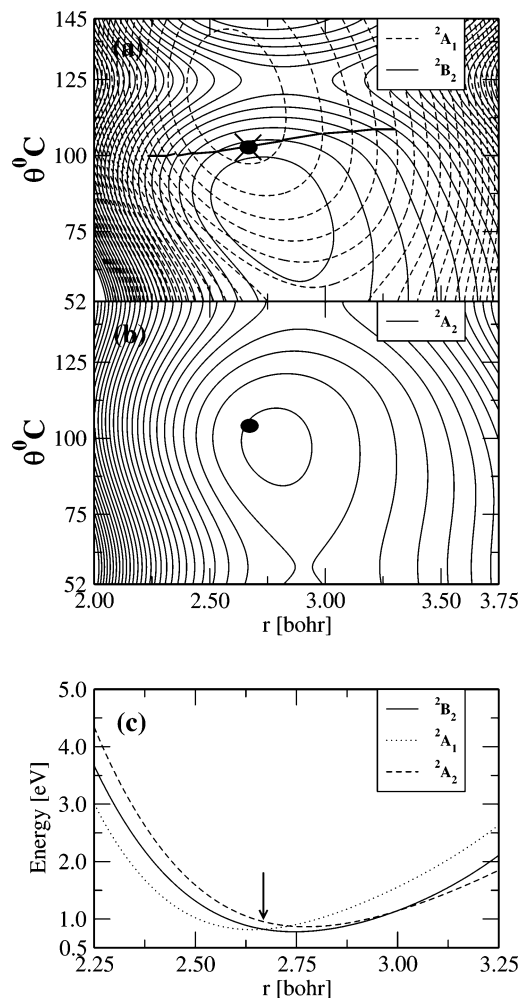 145
(a)
²A₁
²B₂
125
θ⁰C
100
75
52
(b)
²A₂
125
θ⁰C
100
75
52
2.00 2.50 3.00 3.50 3.75
r [bohr]
5.0
(c)
²B₂
²A₁
²A₂
4.0
Energy [eV]
3.0
2.0
1.0
0.5
2.25 2.50 2.75 3.00 3.25
r [bohr]